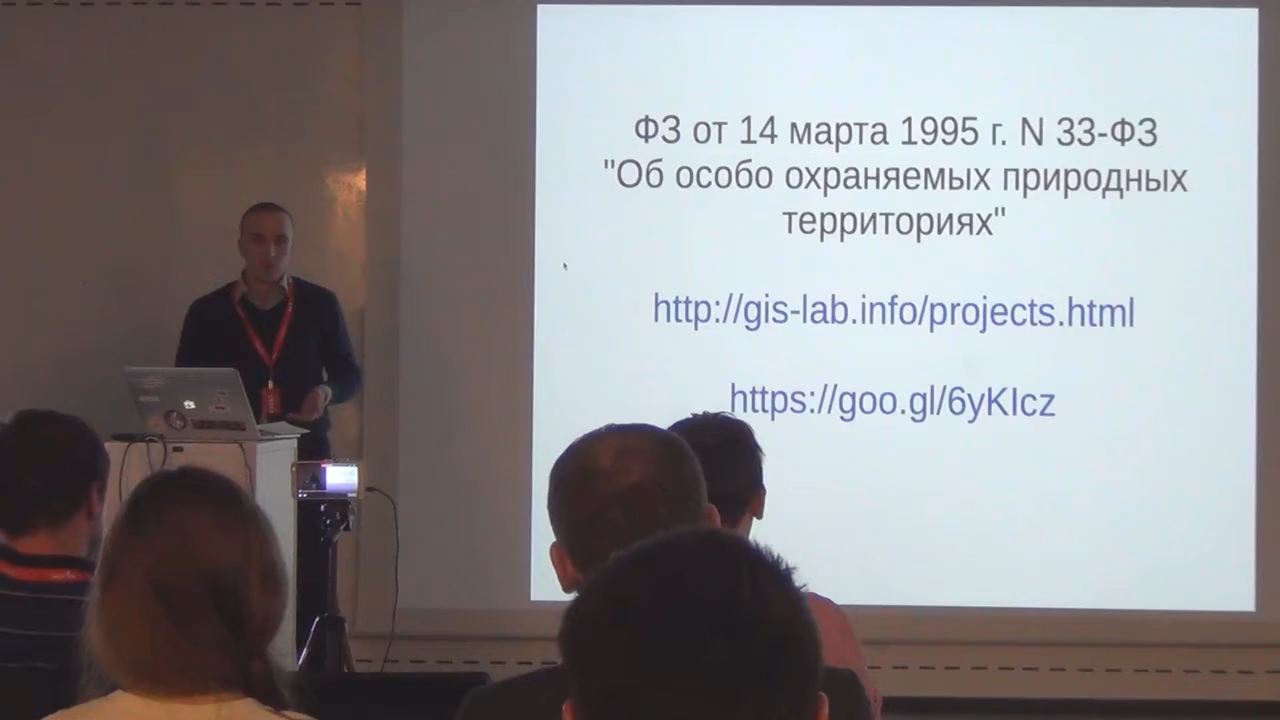 ФЗ от 14 марта 1995 г. N 33-ФЗ
"Об особо охраняемых природных
территориях"
http://gis-lab.info/projects.html
https://goo.gl/6yKIcz